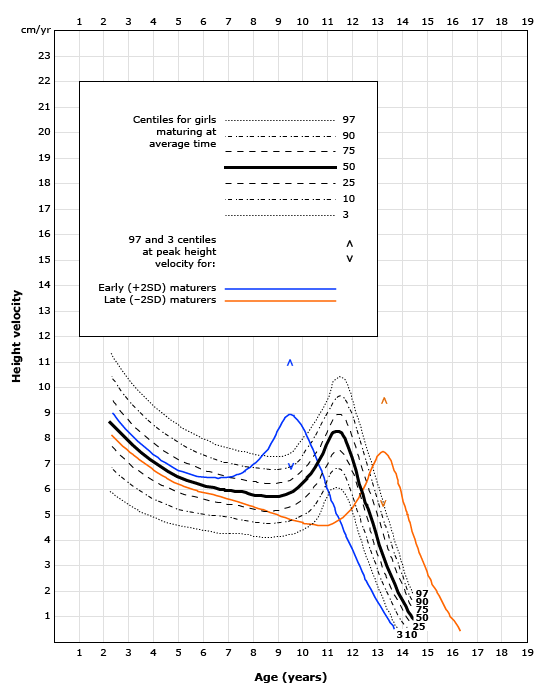 1 2 3 4 5 6 7 8 9 10 11 12 13 14 15 16 17 18 19
cm/yr
23
22
21
20
19
18
17
16
15
14
13
12
11
10
9
8
7
6
5
4
3
2
1
Height velocity
Centiles for girls
maturing at
average time
97
90
75
50
25
10
3
97 and 3 centiles
at peak height
velocity for:
Early (+2SD) maturers
Late (−2SD) maturers
97
90
75
50
25
3 10
1 2 3 4 5 6 7 8 9 10 11 12 13 14 15 16 17 18 19
Age (years)